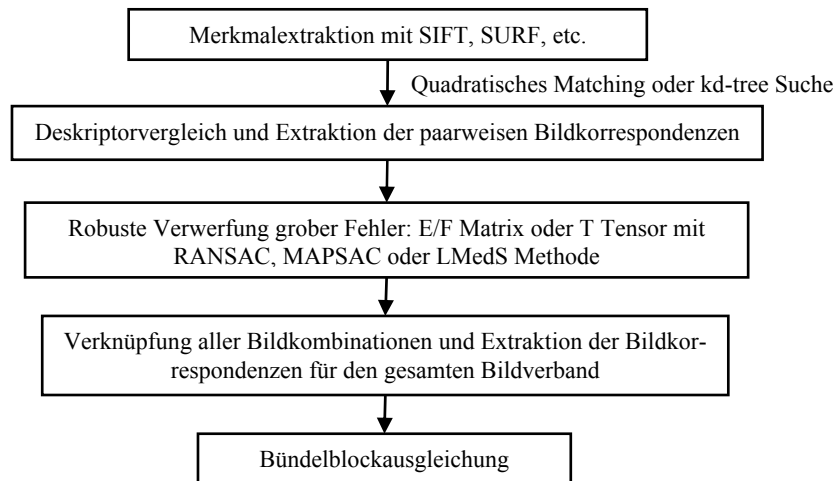 Merkmalextraktion mit SIFT, SURF, etc.
Quadratisches Matching oder kd-tree Suche
Deskriptorvergleich und Extraktion der paarweisen Bildkorrespondenzen
Robuste Verwerfung grober Fehler: E/F Matrix oder T Tensor mit
RANSAC, MAPSAC oder LMedS Methode
Verknüpfung aller Bildkombinationen und Extraktion der Bildkor-
respondenzen für den gesamten Bildverband
Bündelblockausgleichung